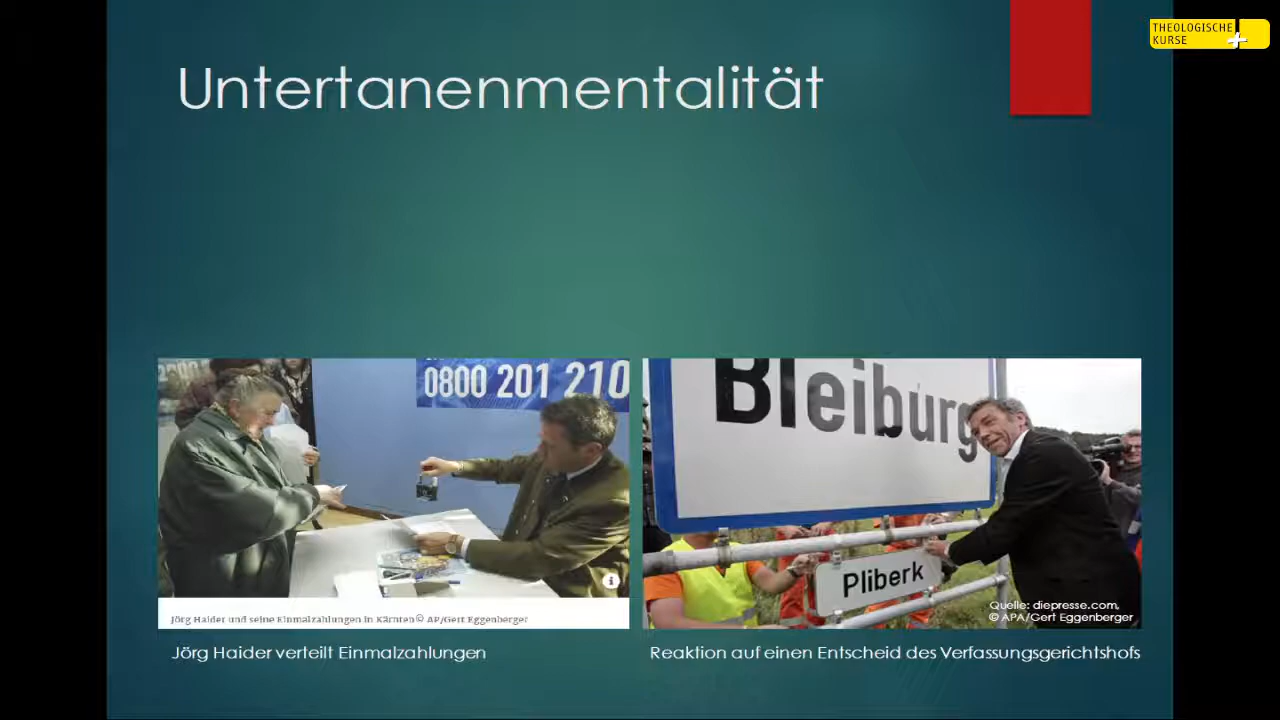 THEOLOGISCHE
KURSE
Untertanenmentalität
0800 201 210
Bleiburg
Pliberk
Quelle: diepresse.com,
© APA/Gert Eggenberger
Jörg Haider und seine Einmalzahlungen in Kärnten© AP/Gert Eggenberger
Jörg Haider verteilt Einmalzahlungen
Reaktion auf einen Entscheid des Verfassungsgerichtshofs